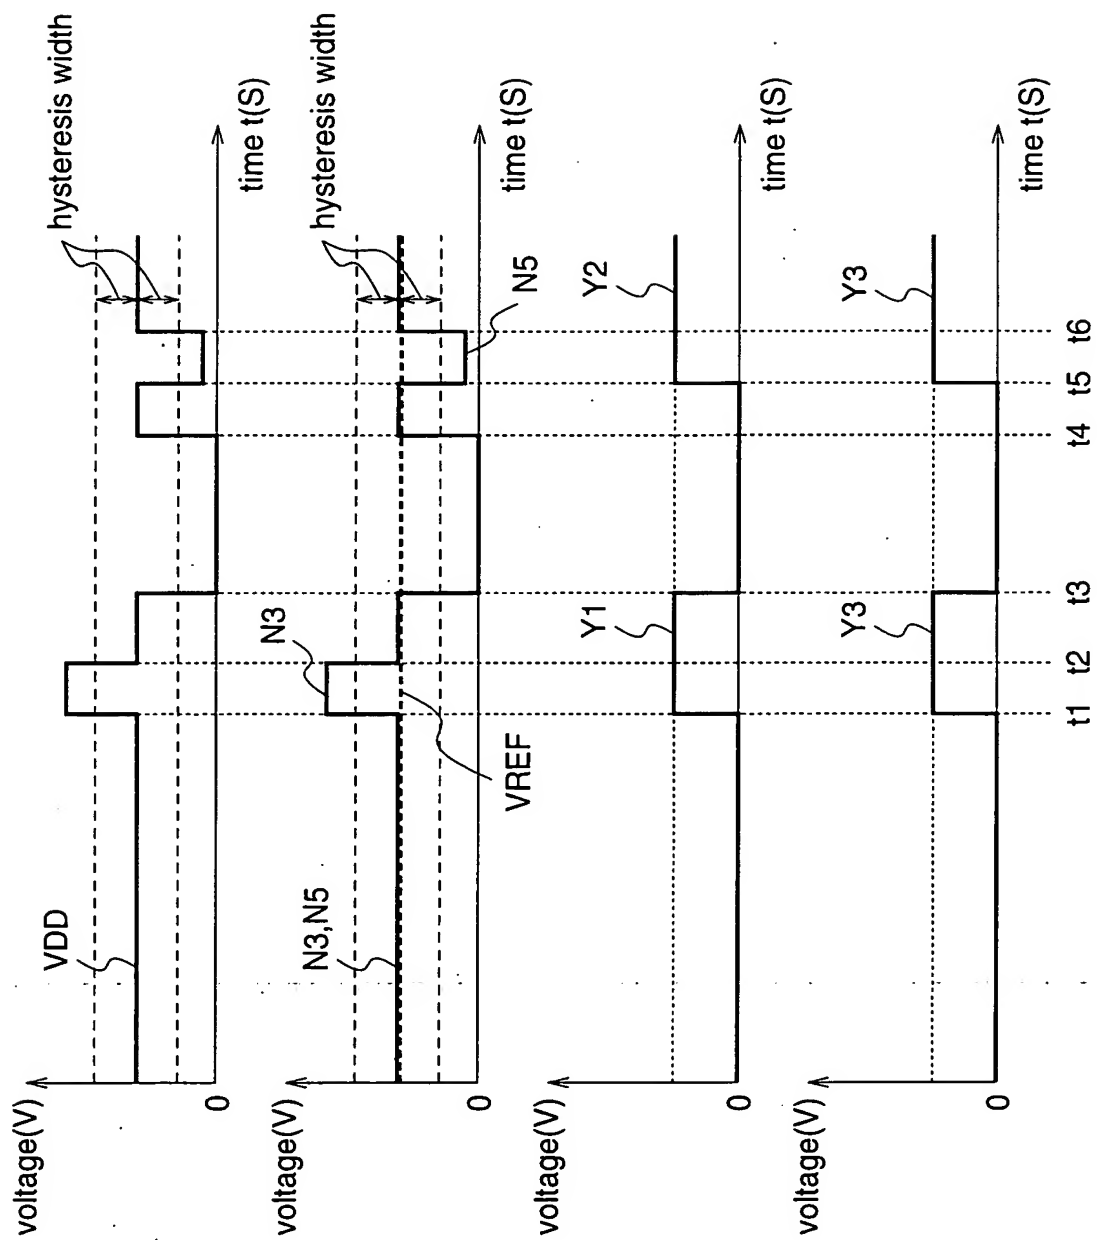 voltage(V)
VDD
hysteresis width
0
time t(S)
voltage(V)
N3,N5
N3
hysteresis width
VREF
N5
0
time t(S)
voltage(V)
Y1
Y2
0
time t(S)
voltage(V)
Y3
Y3
0
time t(S)
t1
t2
t3
t4
t5
t6